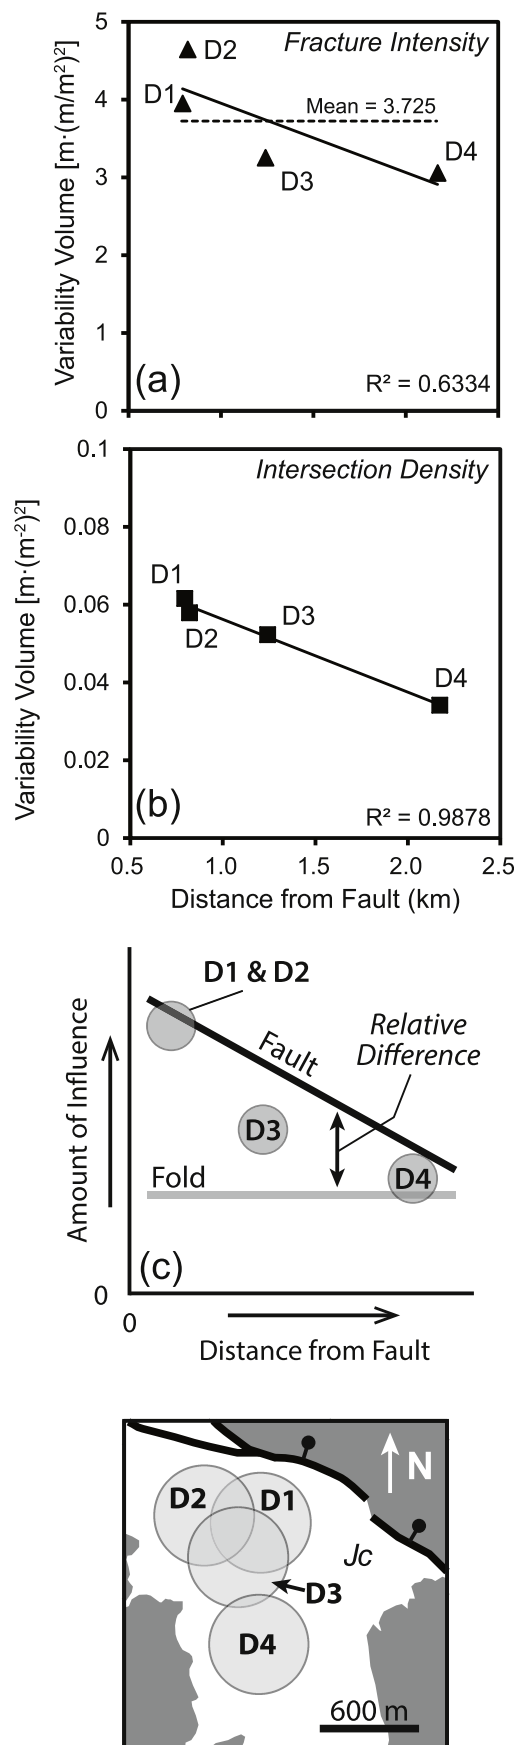 5
4
3
2
1
0
Variability Volume [m·(m/m²)²]
Fracture Intensity
D2
D1
Mean = 3.725
D4
D3
(a)
R² = 0.6334
0.1
0.08
0.06
0.04
0.02
0
Variability Volume [m·(m⁻²)²]
Intersection Density
D1
D2
D3
D4
(b)
R² = 0.9878
0.5 1.0 1.5 2.0 2.5
Distance from Fault (km)
D1 & D2
Fault
Relative
Difference
D3
D4
Fold
Amount of Influence
(c)
0
0
Distance from Fault
N
D2 D1
Jc
D3
D4
600 m